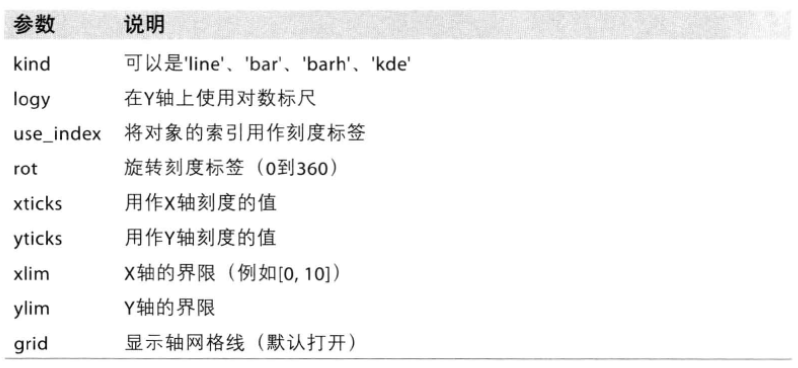 参数 说明
kind 可以是'line'、'bar'、'barh'、'kde'
logy 在Y轴上使用对数标尺
use_index 将对象的索引用作刻度标签
rot 旋转刻度标签（0到360）
xticks 用作X轴刻度的值
yticks 用作Y轴刻度的值
xlim X轴的界限（例如[0, 10]）
ylim Y轴的界限
grid 显示轴网格线（默认打开）